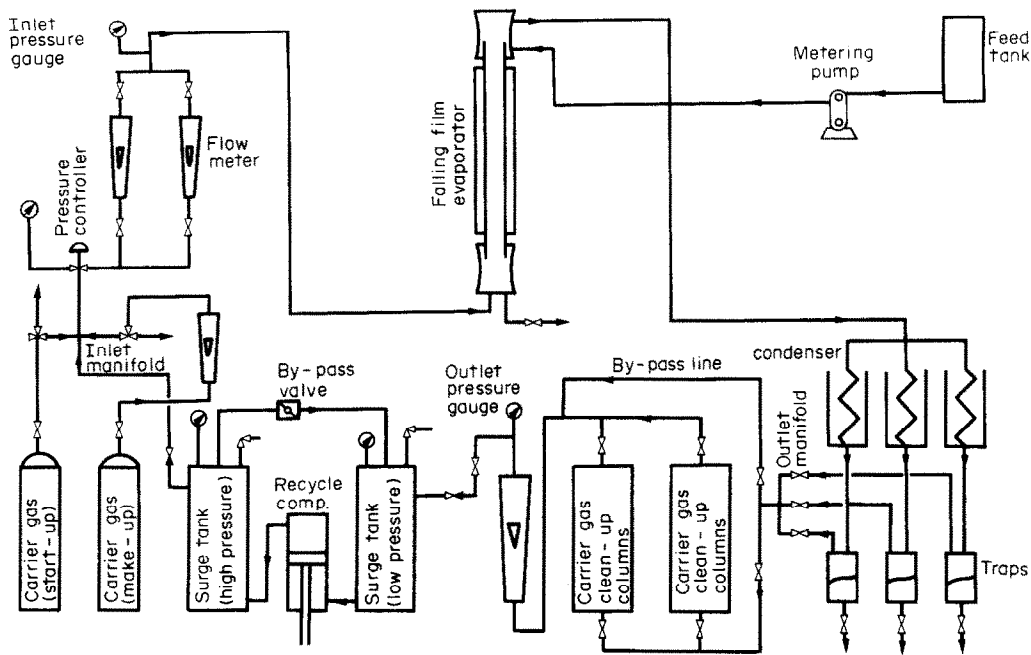 Inlet
pressure
gauge
Flow
meter
Pressure
controller
Falling film
evaporator
Metering
pump
Feed
tank
Inlet
manifold
By-pass
valve
Outlet
pressure
gauge
By-pass line
condenser
Outlet
manifold
Carrier gas
(start-up)
Carrier gas
(make-up)
Surge tank
(high pressure)
Recycle
comp.
Surge tank
(low pressure)
Carrier gas
clean-up
columns
Carrier gas
clean-up
columns
Traps